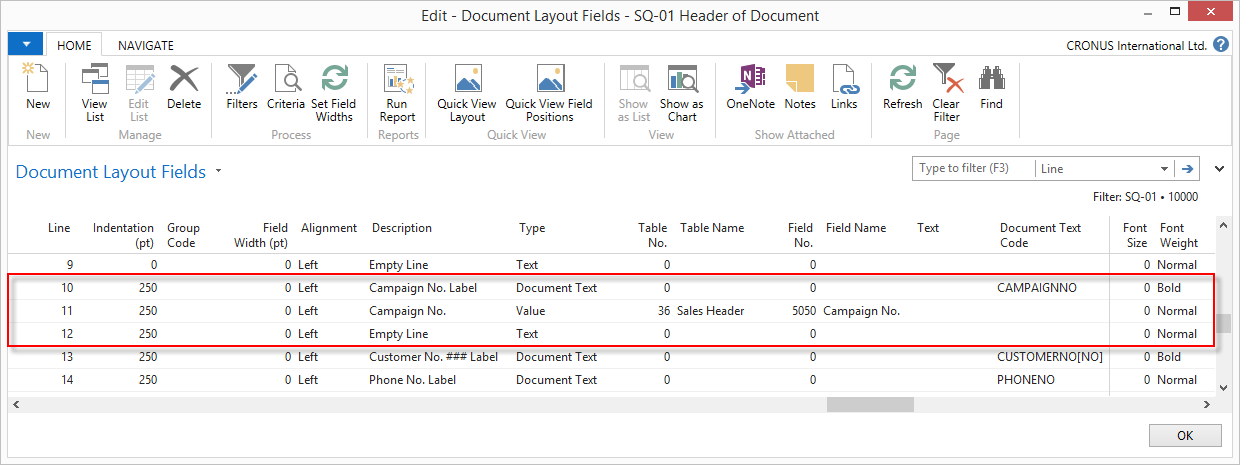 Edit - Document Layout Fields - SQ-01 Header of Document
HOME NAVIGATE CRONUS International Ltd.
New View List Edit List Delete Filters Criteria Set Field Widths Run Report Quick View Layout Quick View Field Positions Show as List Show as Chart OneNote Notes Links Refresh Clear Filter Find
New Manage Process Reports Quick View View Show Attached Page
Document Layout Fields Type to filter (F3) Line
Filter: SQ-01 • 10000
Line Indentation (pt) Group Code Field Width (pt) Alignment Description Type Table No. Table Name Field No. Field Name Text Document Text Code Font Size Font Weight
9 0 0 Left Empty Line Text 0 0 0 Normal
10 250 0 Left Campaign No. Label Document Text 0 0 CAMPAIGNNO 0 Bold
11 250 0 Left Campaign No. Value 36 Sales Header 5050 Campaign No. 0 Normal
12 250 0 Left Empty Line Text 0 0 0 Normal
13 250 0 Left Customer No. ### Label Document Text 0 0 CUSTOMERNO[NO] 0 Bold
14 250 0 Left Phone No. Label Document Text 0 0 PHONENO 0 Normal
OK